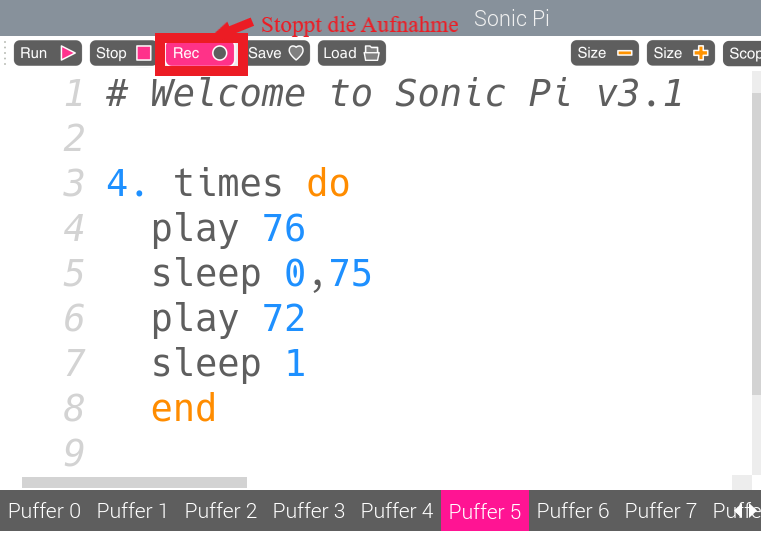 Stoppt die Aufnahme
Sonic Pi
Run Stop Rec Save Load Size Size Scop
1 # Welcome to Sonic Pi v3.1
2
3 4. times do
4 play 76
5 sleep 0,75
6 play 72
7 sleep 1
8 end
9
Puffer 0 Puffer 1 Puffer 2 Puffer 3 Puffer 4 Puffer 5 Puffer 6 Puffer 7